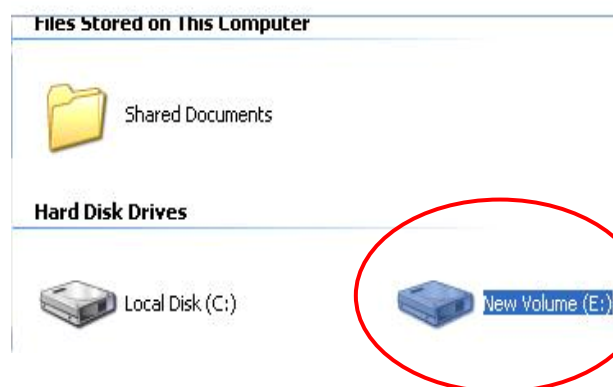 Files Stored on This Computer
Shared Documents
Hard Disk Drives
Local Disk (C:)
New Volume (E:)